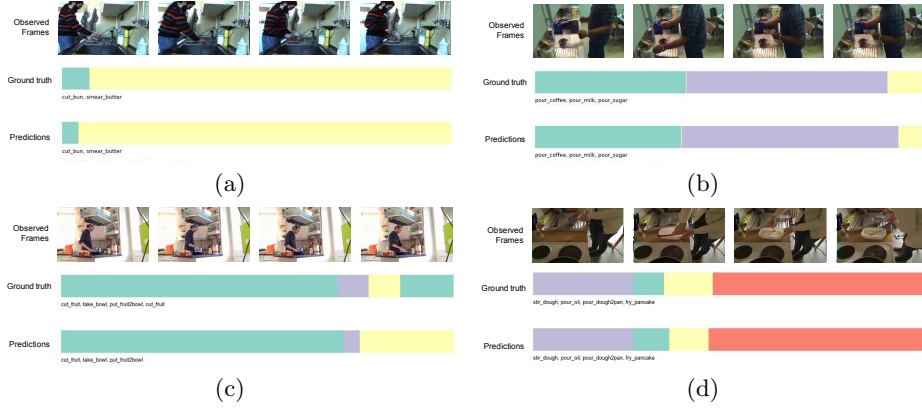 Observed
Frames
Ground truth
cut_bun, smear_butter
Predictions
cut_bun, smear_butter
(a)
Observed
Frames
Ground truth
pour_coffee, pour_milk, pour_sugar
Predictions
pour_coffee, pour_milk, pour_sugar
(b)
Observed
Frames
Ground truth
cut_fruit, take_bowl, put_fruit2bowl, cut_fruit
Predictions
cut_fruit, take_bowl, put_fruit2bowl
(c)
Observed
Frames
Ground truth
stir_dough, pour_oil, pour_dough2pan, fry_pancake
Predictions
stir_dough, pour_oil, pour_dough2pan, fry_pancake
(d)